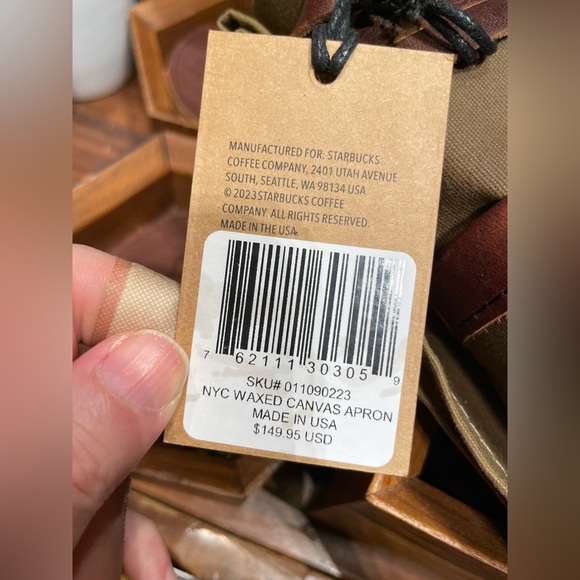 MANUFACTURED FOR: STARBUCKS
COFFEE COMPANY, 2401 UTAH AVENUE
SOUTH, SEATTLE, WA 98134 USA
© 2023 STARBUCKS COFFEE
COMPANY. ALL RIGHTS RESERVED.
MADE IN THE USA.
7 62111 30305 9
SKU# 011090223
NYC WAXED CANVAS APRON
MADE IN USA
$149.95 USD